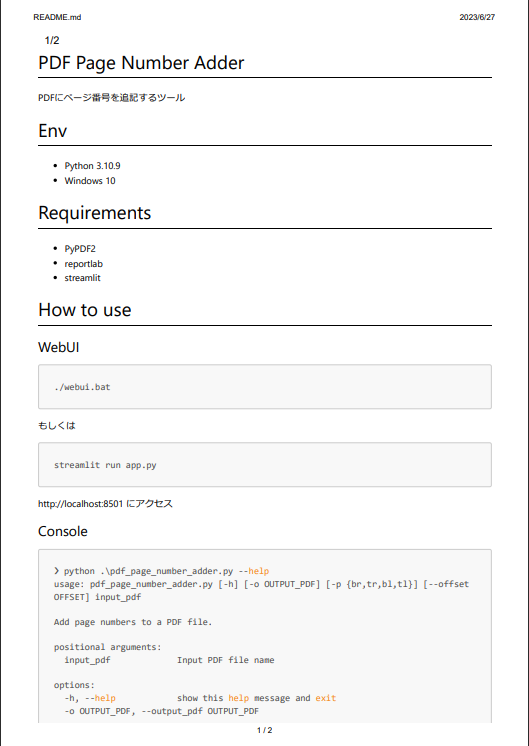 README.md 2023/6/27
1/2
PDF Page Number Adder
PDFにページ番号を追記するツール
Env
• Python 3.10.9
• Windows 10
Requirements
• PyPDF2
• reportlab
• streamlit
How to use
WebUI
./webui.bat
もしくは
streamlit run app.py
http://localhost:8501 にアクセス
Console
❯ python .\pdf_page_number_adder.py --help
usage: pdf_page_number_adder.py [-h] [-o OUTPUT_PDF] [-p {br,tr,bl,tl}] [--offset
OFFSET] input_pdf
Add page numbers to a PDF file.
positional arguments:
input_pdf Input PDF file name
options:
-h, --help show this help message and exit
-o OUTPUT_PDF, --output_pdf OUTPUT_PDF
1 / 2